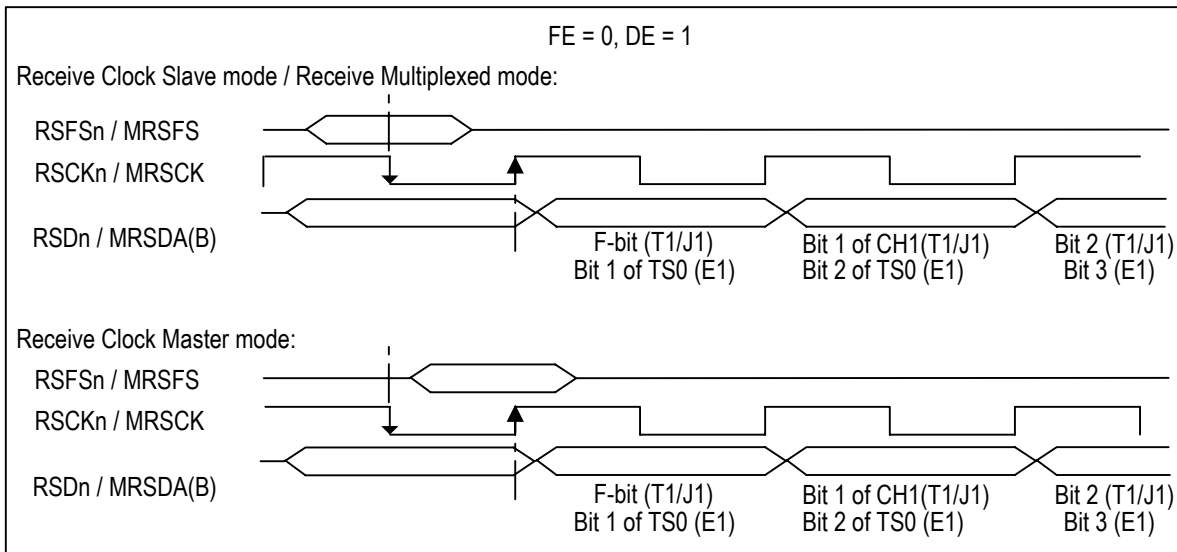 FE = 0, DE = 1
Receive Clock Slave mode / Receive Multiplexed mode:
RSFSn / MRSFS
RSCKn / MRSCK
RSDn / MRSDA(B)
F-bit (T1/J1) Bit 1 of CH1(T1/J1) Bit 2 (T1/J1)
Bit 1 of TS0 (E1) Bit 2 of TS0 (E1) Bit 3 (E1)
Receive Clock Master mode:
RSFSn / MRSFS
RSCKn / MRSCK
RSDn / MRSDA(B)
F-bit (T1/J1) Bit 1 of CH1(T1/J1) Bit 2 (T1/J1)
Bit 1 of TS0 (E1) Bit 2 of TS0 (E1) Bit 3 (E1)